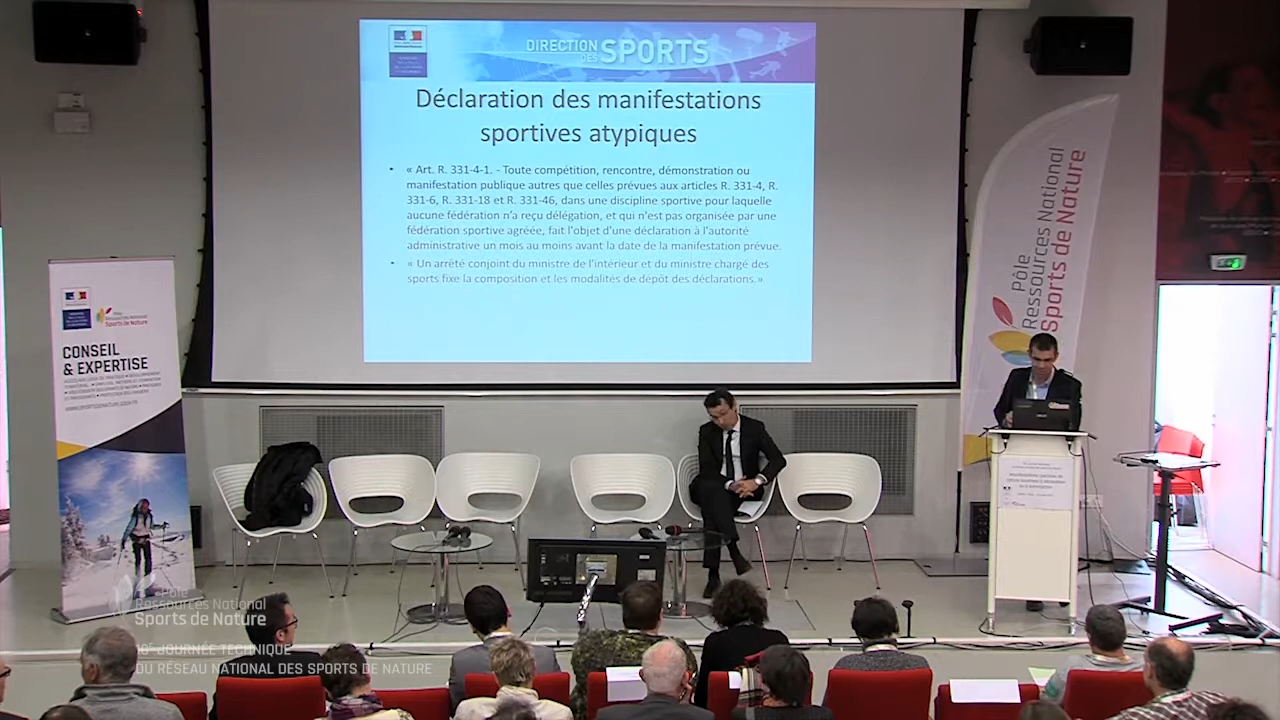 DIRECTION
DES SPORTS
Déclaration des manifestations
sportives atypiques
• « Art. R. 331-4-1. - Toute compétition, rencontre, démonstration ou
manifestation publique autres que celles prévues aux articles R. 331-4, R.
331-6, R. 331-18 et R. 331-46, dans une discipline sportive pour laquelle
aucune fédération n'a reçu délégation, et qui n'est pas organisée par une
fédération sportive agréée, fait l'objet d'une déclaration à l'autorité
administrative un mois au moins avant la date de la manifestation prévue.
• « Un arrêté conjoint du ministre de l'intérieur et du ministre chargé des
sports fixe la composition et les modalités de dépôt des déclarations.»
Pôle
Ressources National
Sports de Nature
Pôle
Ressources National
Sports de Nature
CONSEIL
& EXPERTISE
Pôle
Ressources National
Sports de Nature
JOURNÉE TECHNIQUE
DU RÉSEAU NATIONAL DES SPORTS DE NATURE